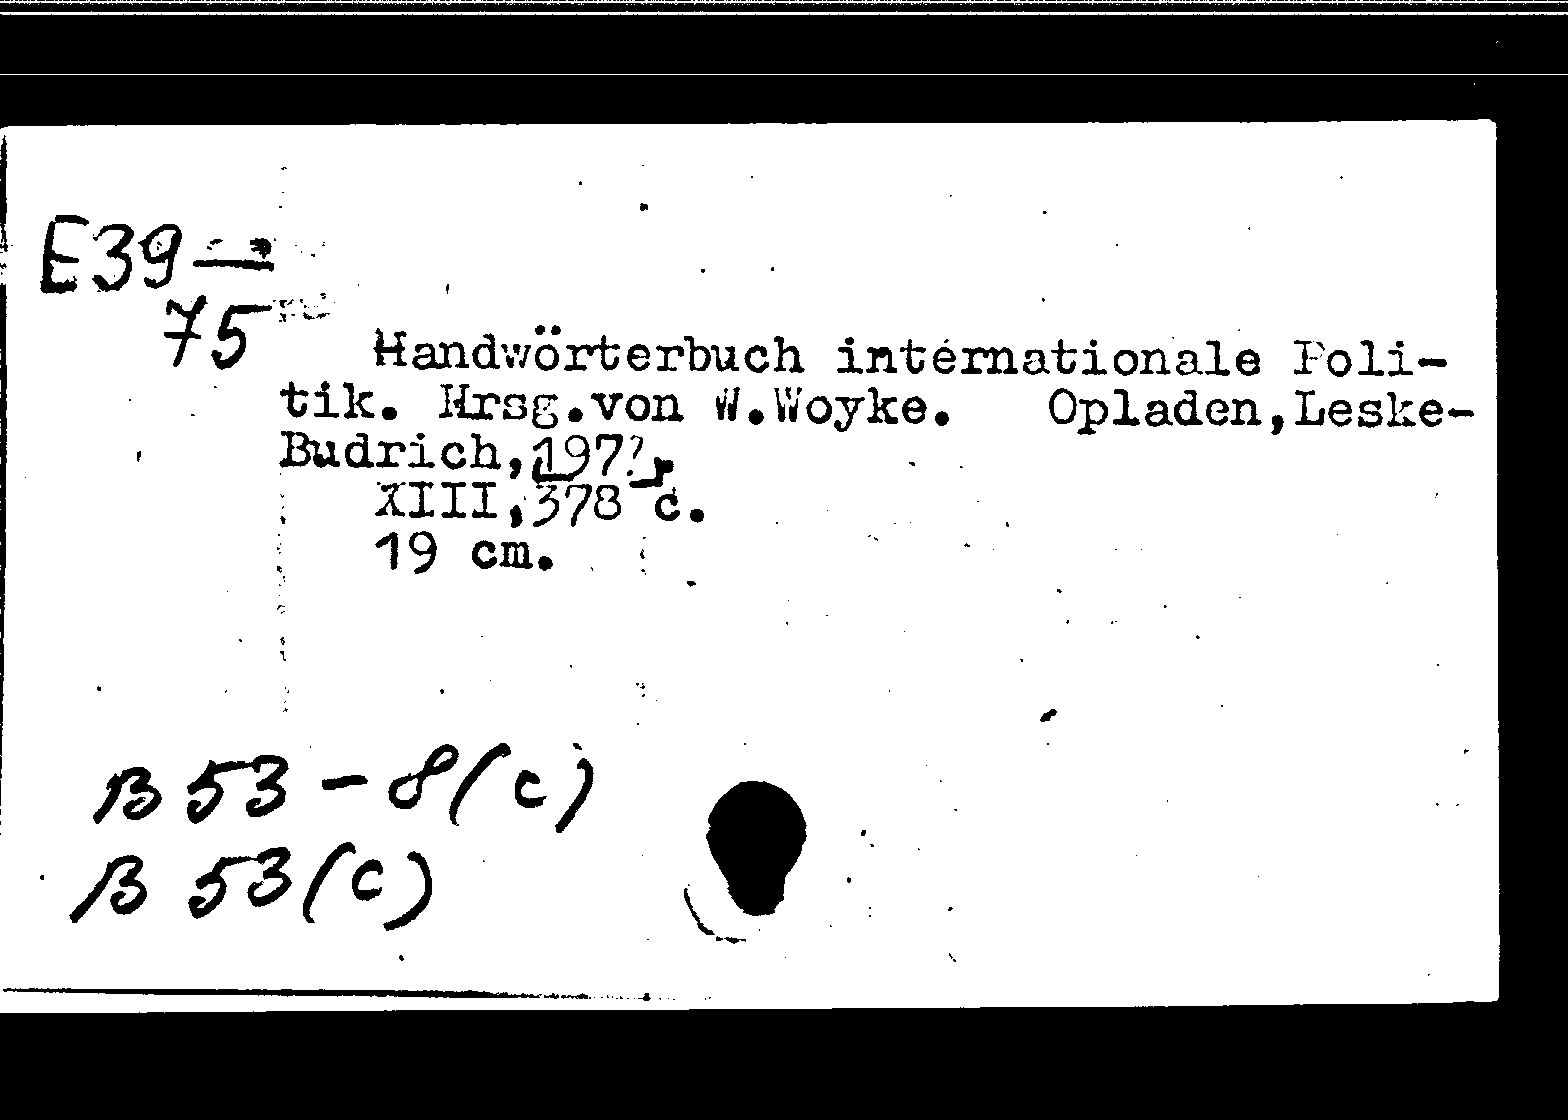 E39—
75
Handwörterbuch internationale Poli-
tik. Hrsg.von W.Woyke. Opladen,Leske-
Budrich,197?,
XIII,378 c.
19 cm.
В 53 - 8(с)
В 53(с)